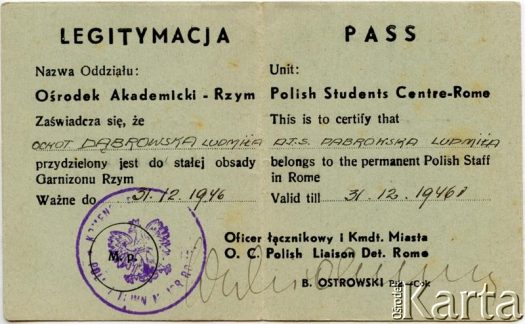 LEGITYMACJA
Nazwa Oddziału:
Ośrodek Akademicki - Rzym
Zaświadcza się, że
OCHOT DĄBROWSKA LUDMIŁA
przydzielony jest do stałej obsady
Garnizonu Rzym
Ważne do 31.12.1946
M. p.
PASS
Unit:
Polish Students Centre-Rome
This is to certify that
A.T.S. DĄBROWSKA LUDMIŁA
belongs to the permanent Polish Staff
in Rome
Valid till 31.12.1946
Oficer łącznikowy i Kmdt. Miasta
O. C. Polish Liaison Det. Rome
B. OSTROWSKI
Ośrodek
Karta